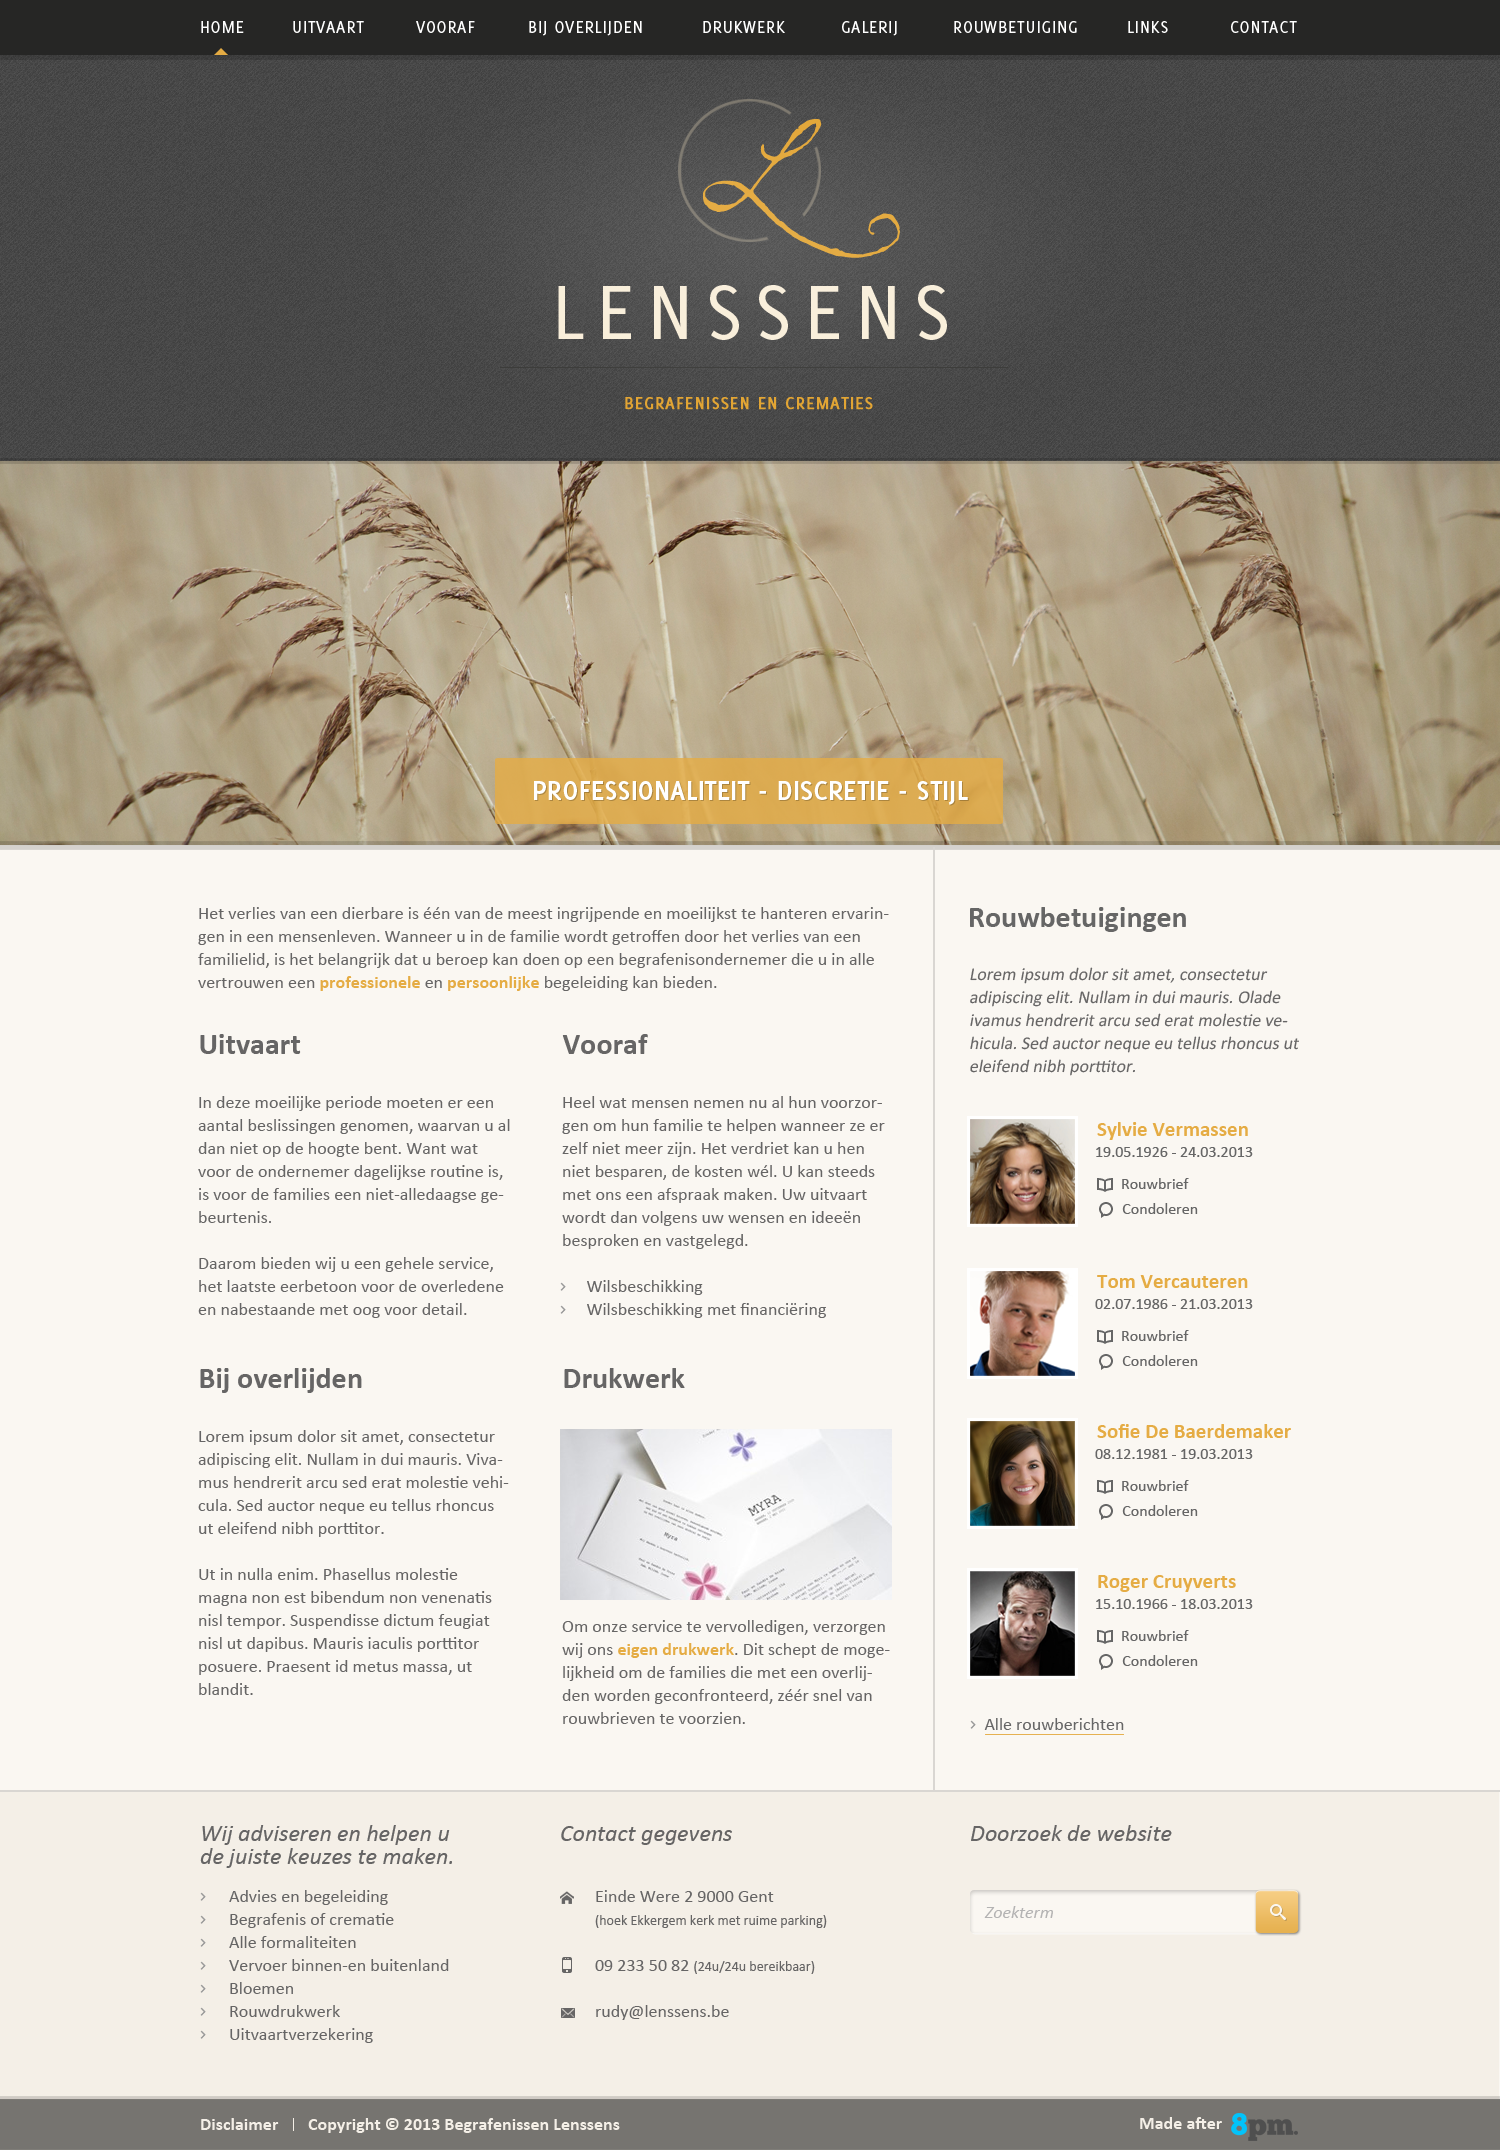 HOME UITVAART VOORAF BIJ OVERLIJDEN DRUKWERK GALERIJ ROUWBETUIGING LINKS CONTACT
L
LENSSENS
BEGRAFENISSEN EN CREMATIES
PROFESSIONALITEIT - DISCRETIE - STIJL
Het verlies van een dierbare is één van de meest ingrijpende en moeilijkst te hanteren ervarin-
gen in een mensenleven. Wanneer u in de familie wordt getroffen door het verlies van een
familielid, is het belangrijk dat u beroep kan doen op een begrafenisondernemer die u in alle
vertrouwen een professionele en persoonlijke begeleiding kan bieden.
Uitvaart
In deze moeilijke periode moeten er een
aantal beslissingen genomen, waarvan u al
dan niet op de hoogte bent. Want wat
voor de ondernemer dagelijkse routine is,
is voor de families een niet-alledaagse ge-
beurtenis.
Daarom bieden wij u een gehele service,
het laatste eerbetoon voor de overledene
en nabestaande met oog voor detail.
Vooraf
Heel wat mensen nemen nu al hun voorzor-
gen om hun familie te helpen wanneer ze er
zelf niet meer zijn. Het verdriet kan u hen
niet besparen, de kosten wél. U kan steeds
met ons een afspraak maken. Uw uitvaart
wordt dan volgens uw wensen en ideeën
besproken en vastgelegd.
> Wilsbeschikking
> Wilsbeschikking met financiëring
Bij overlijden
Lorem ipsum dolor sit amet, consectetur
adipiscing elit. Nullam in dui mauris. Viva-
mus hendrerit arcu sed erat molestie vehi-
cula. Sed auctor neque eu tellus rhoncus
ut eleifend nibh porttitor.
Ut in nulla enim. Phasellus molestie
magna non est bibendum non venenatis
nisl tempor. Suspendisse dictum feugiat
nisl ut dapibus. Mauris iaculis porttitor
posuere. Praesent id metus massa, ut
blandit.
Drukwerk
MYRA
Myra
Om onze service te vervolledigen, verzorgen
wij ons eigen drukwerk. Dit schept de moge-
lijkheid om de families die met een overlij-
den worden geconfronteerd, zéér snel van
rouwbrieven te voorzien.
Rouwbetuigingen
Lorem ipsum dolor sit amet, consectetur
adipiscing elit. Nullam in dui mauris. Olade
ivamus hendrerit arcu sed erat molestie ve-
hicula. Sed auctor neque eu tellus rhoncus ut
eleifend nibh porttitor.
Sylvie Vermassen
19.05.1926 - 24.03.2013
Rouwbrief
Condoleren
Tom Vercauteren
02.07.1986 - 21.03.2013
Rouwbrief
Condoleren
Sofie De Baerdemaker
08.12.1981 - 19.03.2013
Rouwbrief
Condoleren
Roger Cruyverts
15.10.1966 - 18.03.2013
Rouwbrief
Condoleren
> Alle rouwberichten
Wij adviseren en helpen u
de juiste keuzes te maken.
> Advies en begeleiding
> Begrafenis of crematie
> Alle formaliteiten
> Vervoer binnen-en buitenland
> Bloemen
> Rouwdrukwerk
> Uitvaartverzekering
Contact gegevens
Einde Were 2 9000 Gent
(hoek Ekkergem kerk met ruime parking)
09 233 50 82 (24u/24u bereikbaar)
rudy@lenssens.be
Doorzoek de website
Zoekterm
Disclaimer | Copyright © 2013 Begrafenissen Lenssens
Made after 8pm.